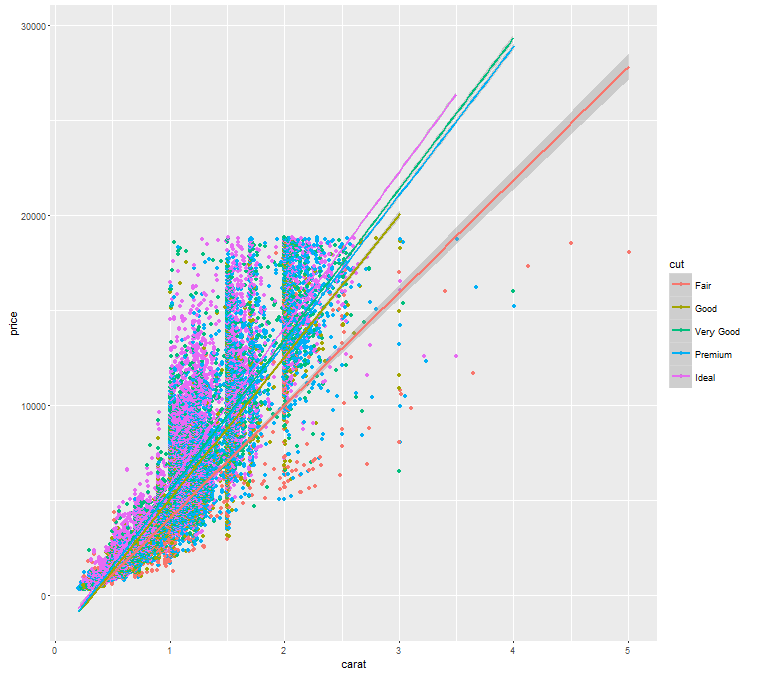 30000
20000
10000
0
price
0 1 2 3 4 5
carat
cut
Fair
Good
Very Good
Premium
Ideal